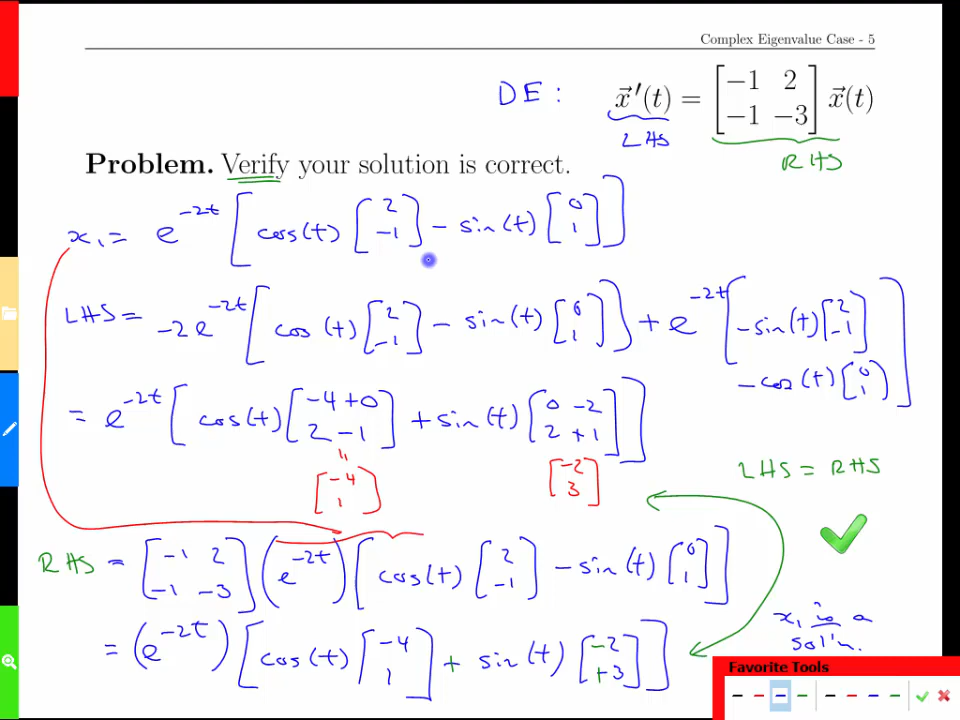 Complex Eigenvalue Case - 5
DE : x⃗ ′(t) = [−1 2; −1 −3] x⃗(t)
LHS RHS
Problem. Verify your solution is correct.
x₁ = e^{-2t} [cos(t) [2; -1] - sin(t) [0; 1]]
LHS = -2e^{-2t} [cos(t) [2; -1] - sin(t) [0; 1]] + e^{-2t} [-sin(t) [2; -1] - cos(t) [0; 1]]
= e^{-2t} [cos(t) [-4+0; 2-1] + sin(t) [0-2; 2+1]]
" [-4; 1] [-2; 3]
LHS = RHS
✓
RHS = [-1 2; -1 -3] (e^{-2t}) [cos(t) [2; -1] - sin(t) [0; 1]]
= (e^{-2t}) [cos(t) [-4; 1] + sin(t) [-2; +3]]
x₁ is a
sol'n.
Favorite Tools